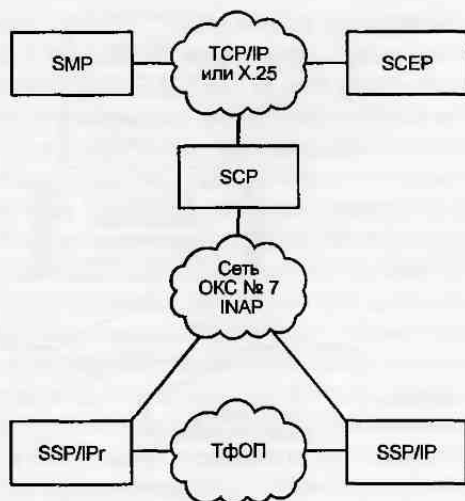 SMP
TCP/IP
или X.25
SCEP
SCP
Сеть
ОКС № 7
INAP
SSP/IPr
ТфОП
SSP/IP